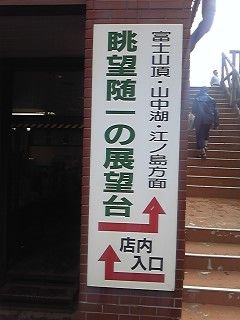 富士山頂・山中湖・江ノ島方面
眺望随一の展望台
店内
入口